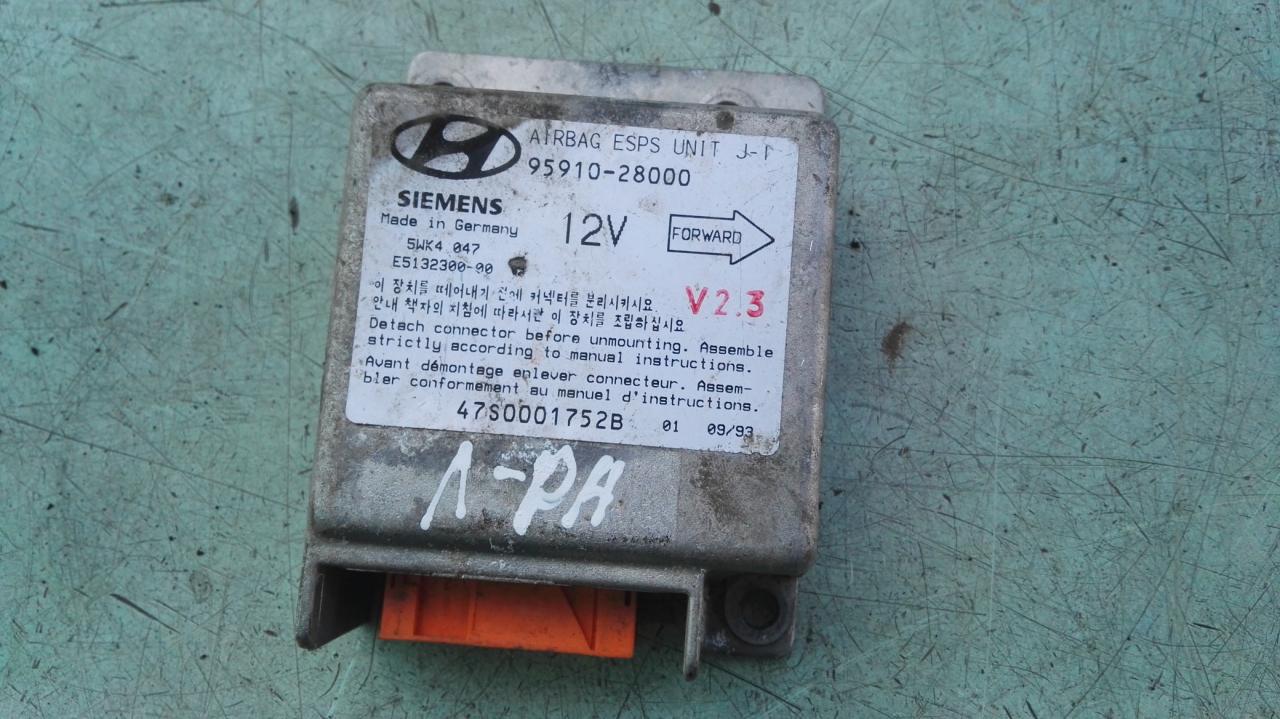 AIRBAG ESPS UNIT J-1
95910-28000
SIEMENS
Made in Germany
12V
FORWARD
5WK4 047
E5132300-00
이 장치를 떼어내기 전에 커넥터를 분리시키시요
V2.3
안내 책자의 지침에 따라서만 이 장치를 조립하십시요
Detach connector before unmounting. Assemble
strictly according to manual instructions.
Avant démontage enlever connecteur. Assem-
bler conformement au manuel d'instructions.
47S0001752B 01 09/93
Λ-PA